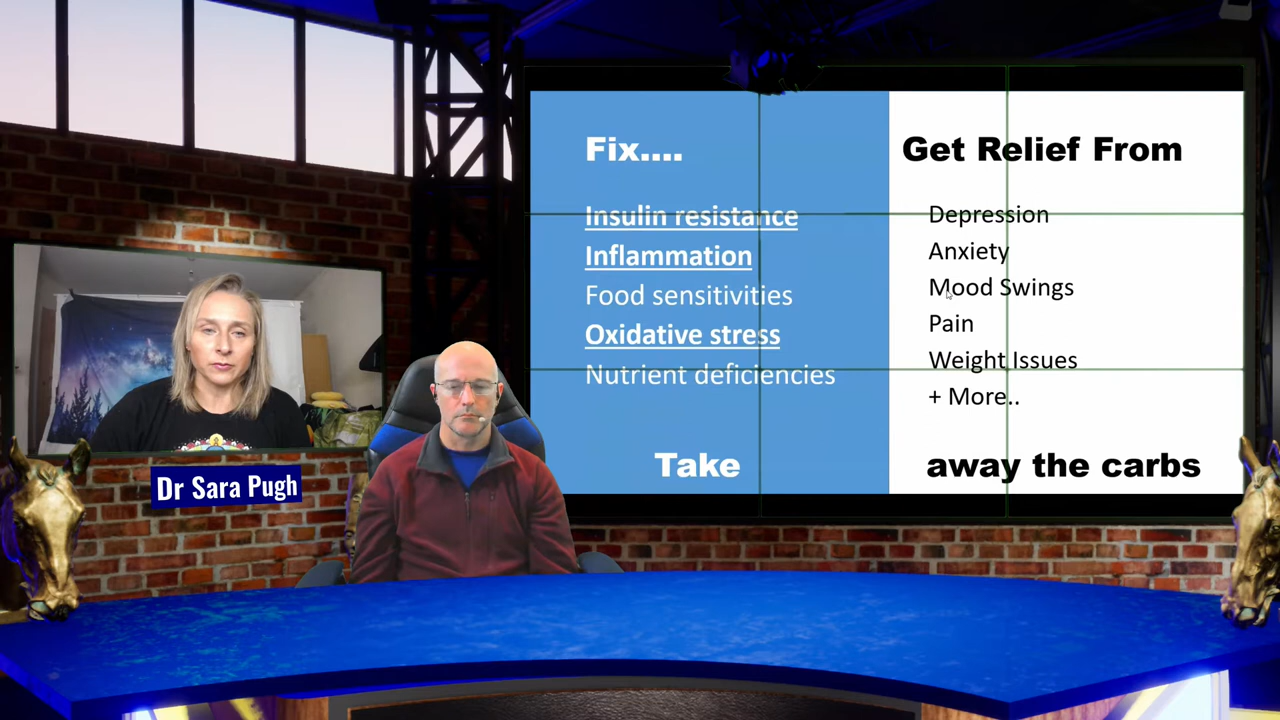 Fix....
Insulin resistance
Inflammation
Food sensitivities
Oxidative stress
Nutrient deficiencies
Take
Get Relief From
Depression
Anxiety
Mood Swings
Pain
Weight Issues
+ More..
away the carbs
Dr Sara Pugh